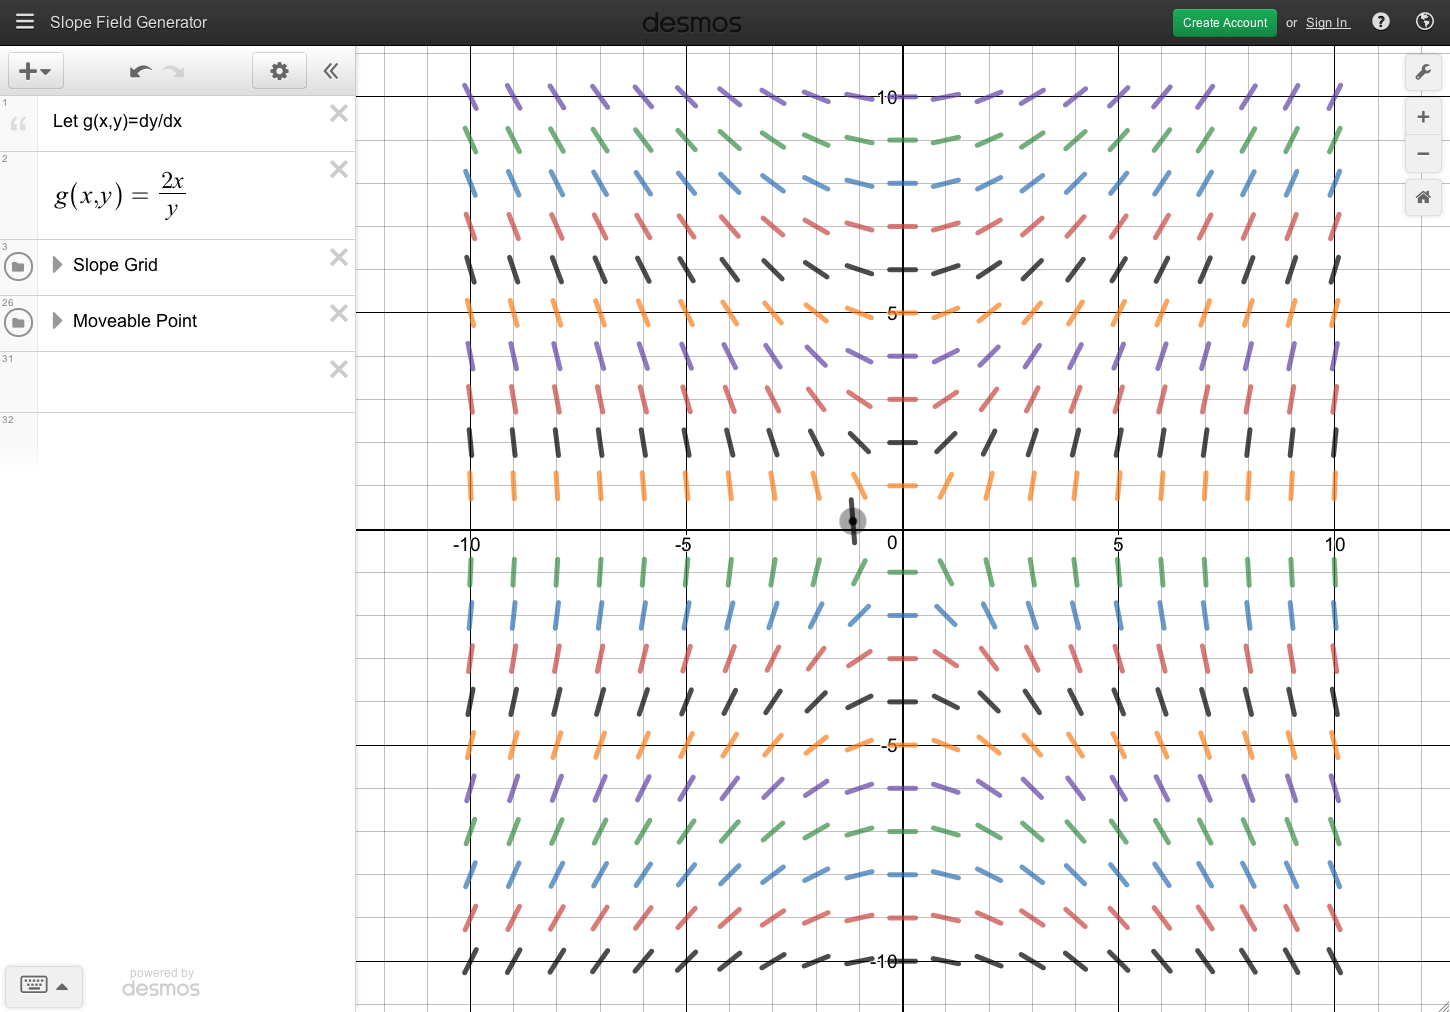 Slope Field Generator
desmos
Create Account
or
Sign In
?
1
Let g(x,y)=dy/dx
2
g(x,y) = 2x/y
3
Slope Grid
26
Moveable Point
31
32
powered by
desmos
10
5
-10
-5
0
5
10
-5
-10